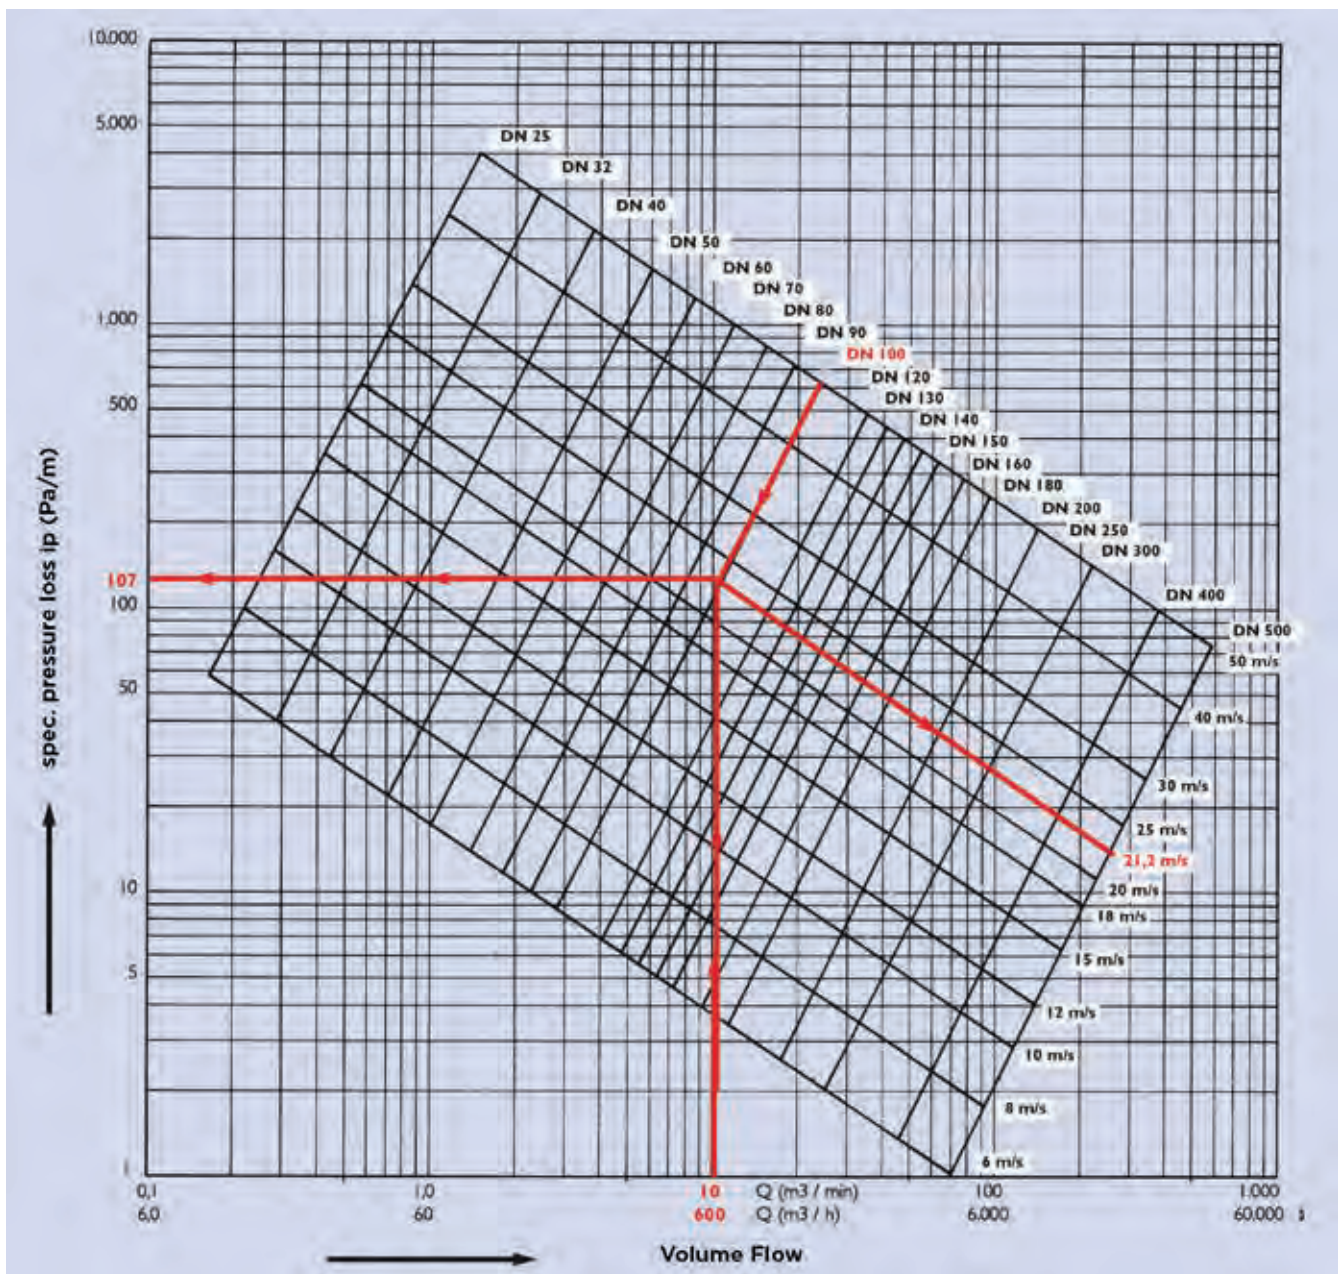 10.000
5.000
1.000
500
107
100
50
10
5
1
spec. pressure loss ip (Pa/m)
DN 25
DN 32
DN 40
DN 50
DN 60
DN 70
DN 80
DN 90
DN 100
DN 120
DN 130
DN 140
DN 150
DN 160
DN 180
DN 200
DN 250
DN 300
DN 400
DN 500
50 m/s
40 m/s
30 m/s
25 m/s
21,2 m/s
20 m/s
18 m/s
15 m/s
12 m/s
10 m/s
8 m/s
6 m/s
0,1 1,0 10 Q (m3 / min) 100 1.000
6.0 60 600 Q (m3 / h) 6.000 60.000
Volume Flow